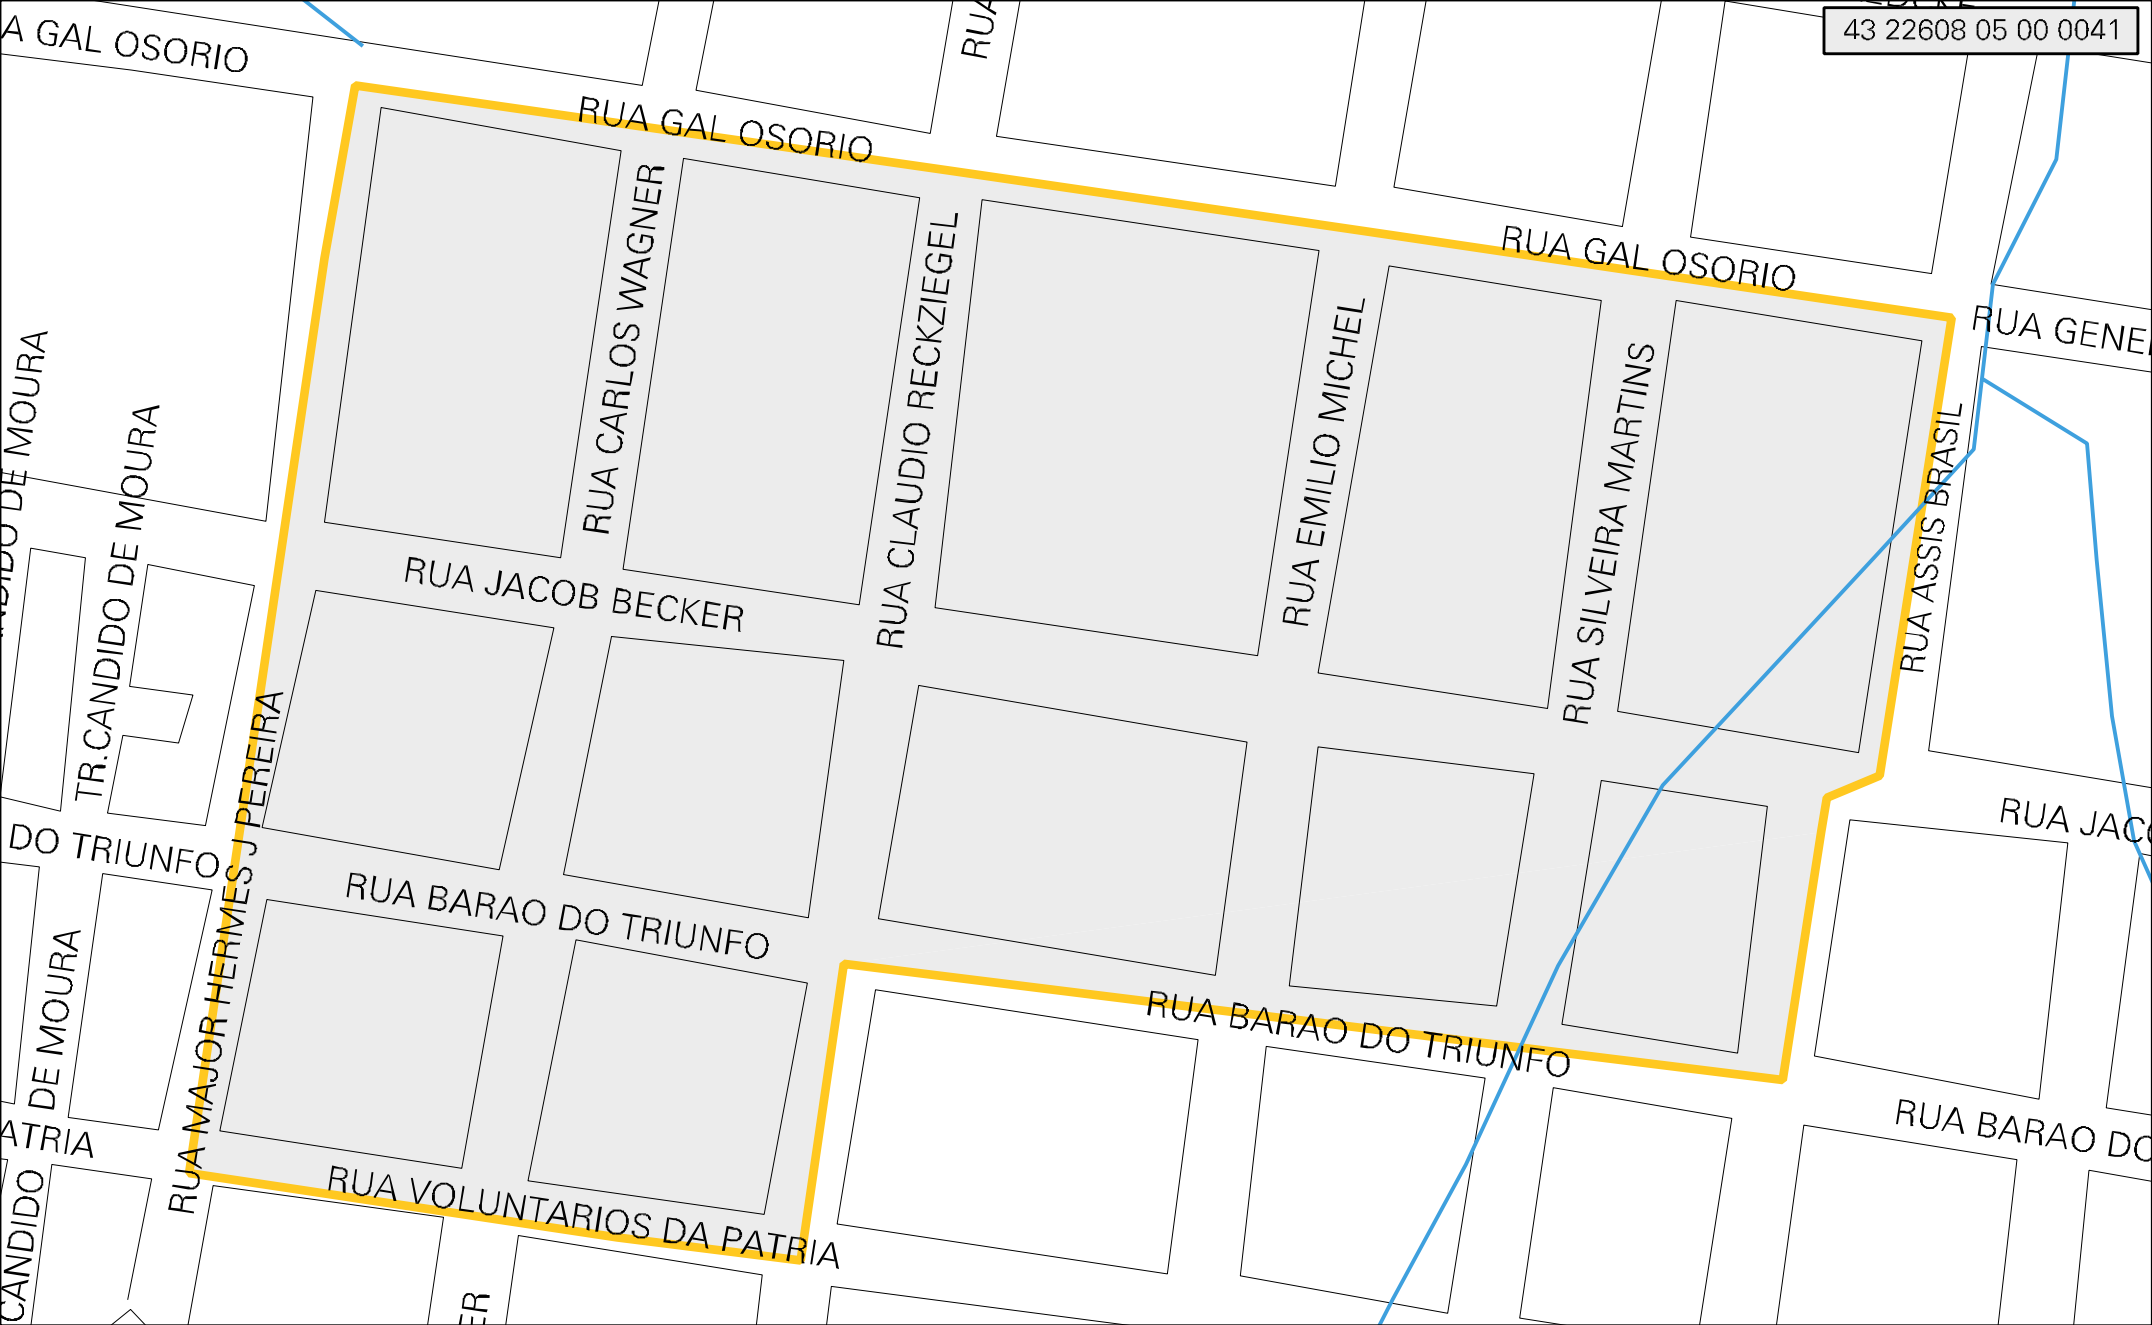 43 22608 05 00 0041
A GAL OSORIO
RUA
RUA GAL OSORIO
RUA GAL OSORIO
RUA GENE
RUA CARLOS WAGNER
RUA CLAUDIO RECKZIEGEL
RUA EMILIO MICHEL
RUA SILVEIRA MARTINS
RUA ASSIS BRASIL
DE MOURA
TR.CANDIDO DE MOURA
RUA JACOB BECKER
RUA MAJOR HERMES J PEREIRA
RUA JAC
DO TRIUNFO
RUA BARAO DO TRIUNFO
RUA BARAO DO TRIUNFO
RUA BARAO DO
DE MOURA
ATRIA
CANDIDO
RUA VOLUNTARIOS DA PATRIA
ER